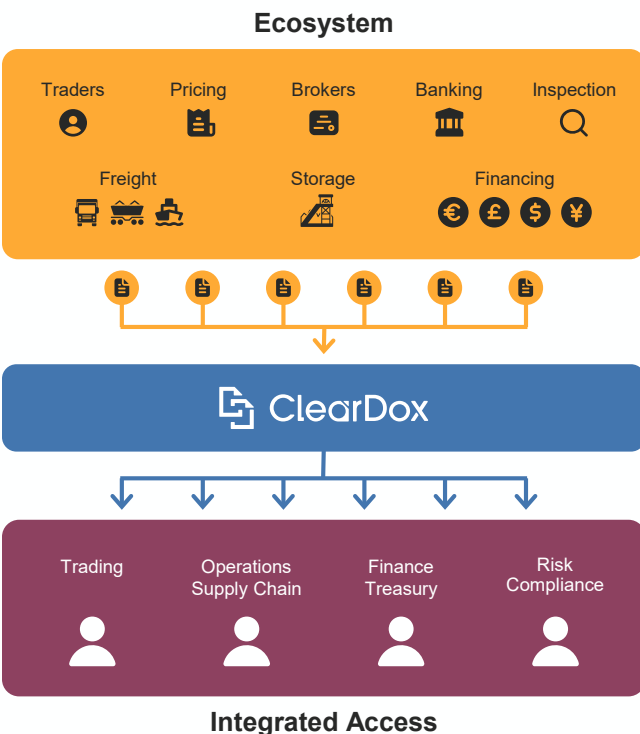 Ecosystem
Traders Pricing Brokers Banking Inspection
Freight Storage Financing
€ £ $ ¥
ClearDox
Trading Operations Supply Chain Finance Treasury Risk Compliance
Integrated Access